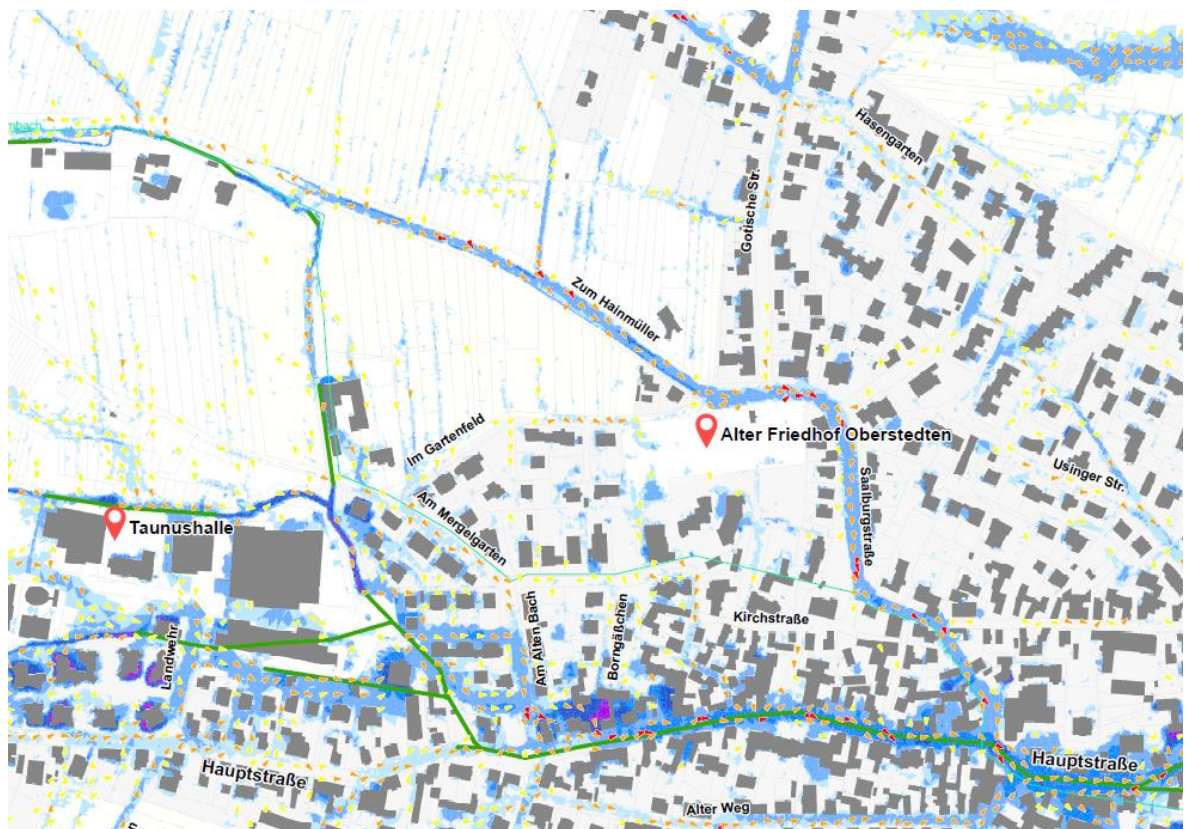 nbach
Hasengarten
Gotische Str.
Zum Hainmüller
Alter Friedhof Oberstedten
Im Gartenfeld
Usinger Str.
Am Mergelgarten
Saalburgstraße
Taunushalle
Kirchstraße
Am Alten Bach
Borngäßchen
Landwehr
Hauptstraße
Hauptstraße
Alter Weg